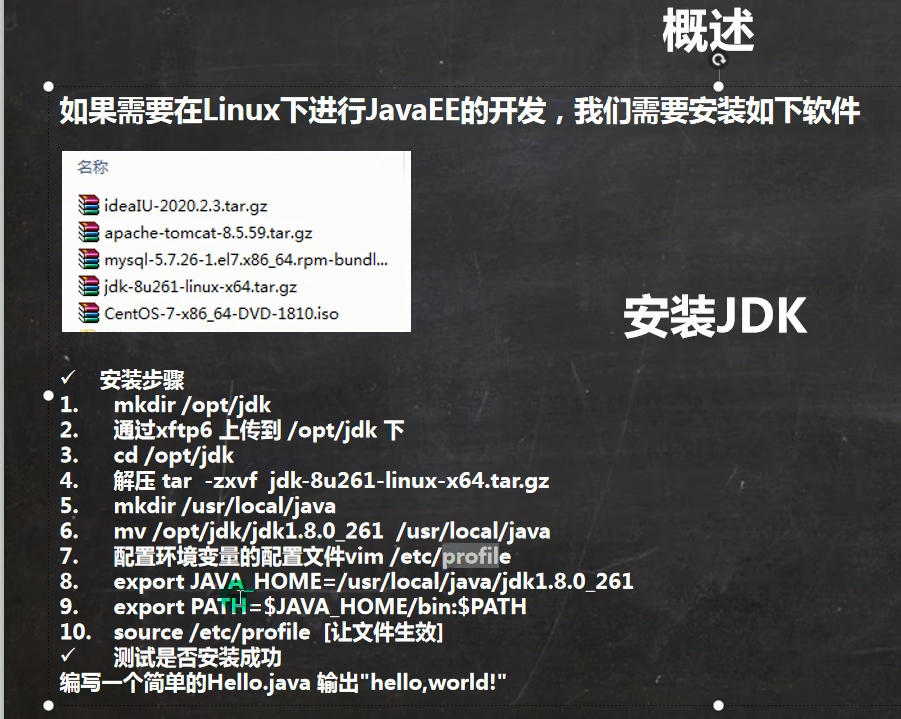 概述
如果需要在Linux下进行JavaEE的开发，我们需要安装如下软件
名称
ideaIU-2020.2.3.tar.gz
apache-tomcat-8.5.59.tar.gz
mysql-5.7.26-1.el7.x86_64.rpm-bundl...
jdk-8u261-linux-x64.tar.gz
CentOS-7-x86_64-DVD-1810.iso
安装JDK
✓ 安装步骤
1. mkdir /opt/jdk
2. 通过xftp6 上传到 /opt/jdk 下
3. cd /opt/jdk
4. 解压 tar -zxvf jdk-8u261-linux-x64.tar.gz
5. mkdir /usr/local/java
6. mv /opt/jdk/jdk1.8.0_261 /usr/local/java
7. 配置环境变量的配置文件vim /etc/profile
8. export JAVA_HOME=/usr/local/java/jdk1.8.0_261
9. export PATH=$JAVA_HOME/bin:$PATH
10. source /etc/profile [让文件生效]
✓ 测试是否安装成功
编写一个简单的Hello.java 输出"hello,world!"